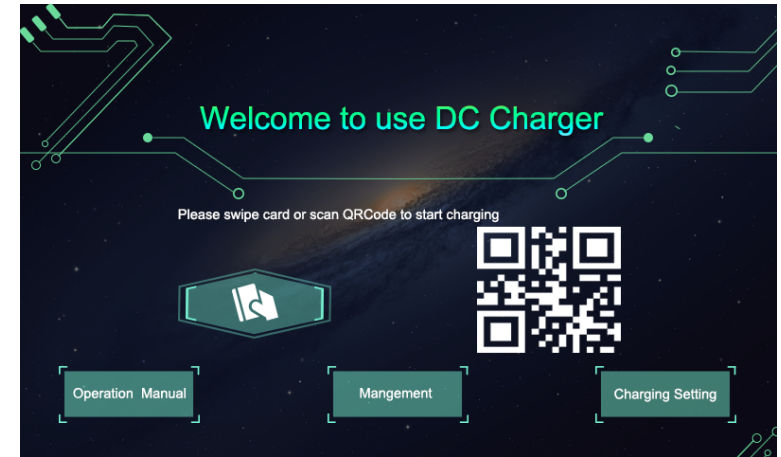 Welcome to use DC Charger
Please swipe card or scan QRCode to start charging
Operation Manual
Mangement
Charging Setting